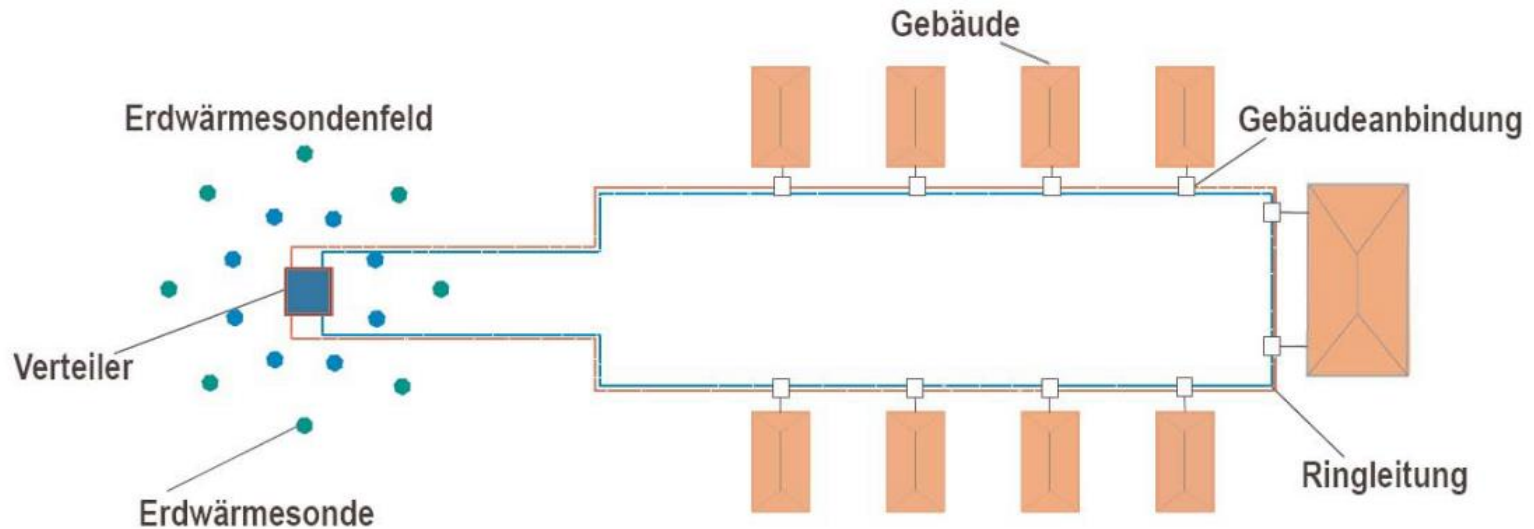 Gebäude
Erdwärmesondenfeld
Gebäudeanbindung
Verteiler
Ringleitung
Erdwärmesonde